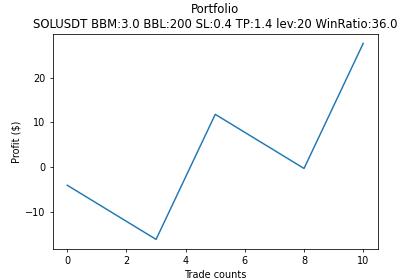 Portfolio
SOLUSDT BBM:3.0 BBL:200 SL:0.4 TP:1.4 lev:20 WinRatio:36.0
20
10
0
−10
Profit ($)
0 2 4 6 8 10
Trade counts